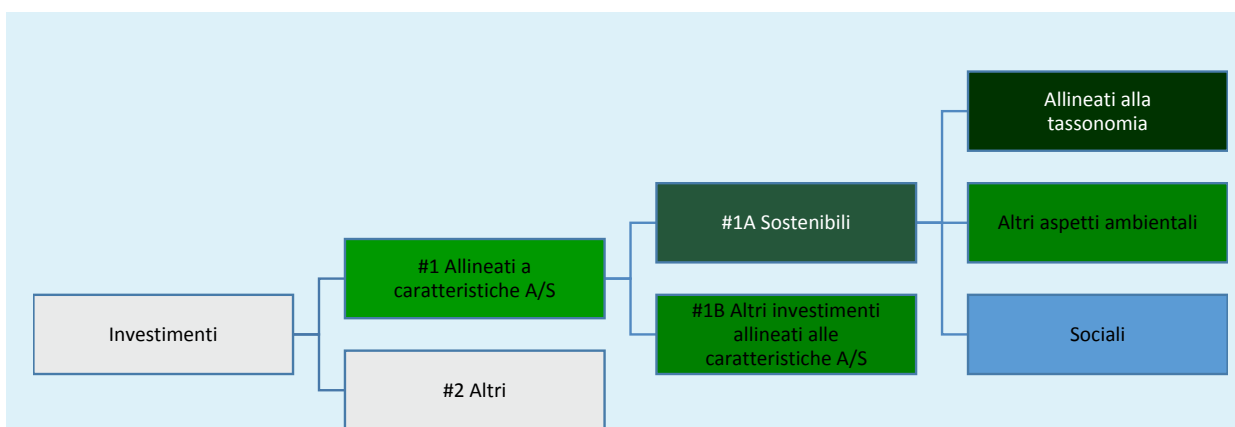 Investimenti
#1 Allineati a
caratteristiche A/S
#2 Altri
#1A Sostenibili
#1B Altri investimenti
allineati alle
caratteristiche A/S
Allineati alla
tassonomia
Altri aspetti ambientali
Sociali